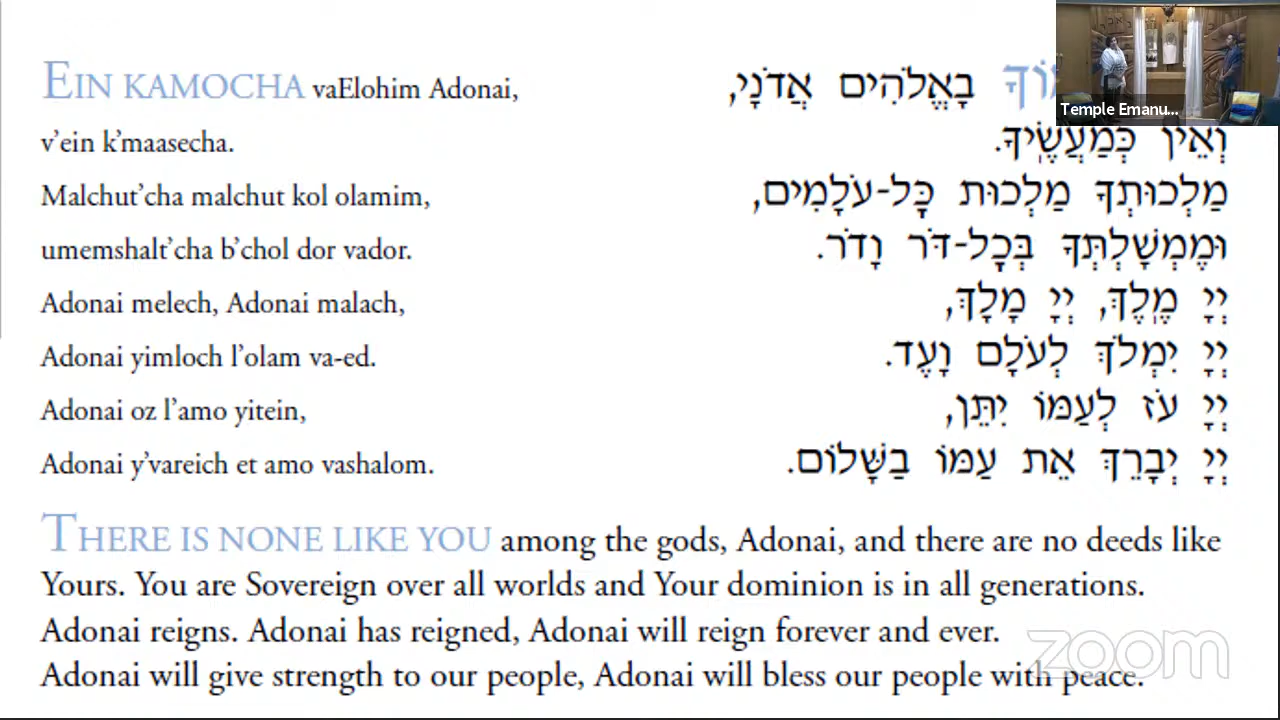 EIN KAMOCHA vaElohim Adonai,
v’ein k’maasecha.
Malchut’cha malchut kol olamim,
umemshalt’cha b’chol dor vador.
Adonai melech, Adonai malach,
Adonai yimloch l’olam va-ed.
Adonai oz l’amo yitein,
Adonai y’vareich et amo vashalom.
בָאֱלֹהִים אֲדֹנָי,
וְאֵין כְּמַעֲשֶֽׂיךָ.
מַלְכוּתְךָ מַלְכוּת כׇּל־עֹלָמִים,
וּמֶמְשַׁלְתְּךָ בְּכׇל־דֹּר וָדֹר.
יְיָ מֶֽלֶךְ, יְיָ מָלָךְ,
יְיָ יִמְלֹךְ לְעֹלָם וָעֶד.
יְיָ עֹז לְעַמּוֹ יִתֵּן,
יְיָ יְבָרֵךְ אֵת עַמּוֹ בַשָּׁלוֹם.
THERE IS NONE LIKE YOU among the gods, Adonai, and there are no deeds like
Yours. You are Sovereign over all worlds and Your dominion is in all generations.
Adonai reigns. Adonai has reigned, Adonai will reign forever and ever.
Adonai will give strength to our people, Adonai will bless our people with peace.
Temple Emanu...
zoom